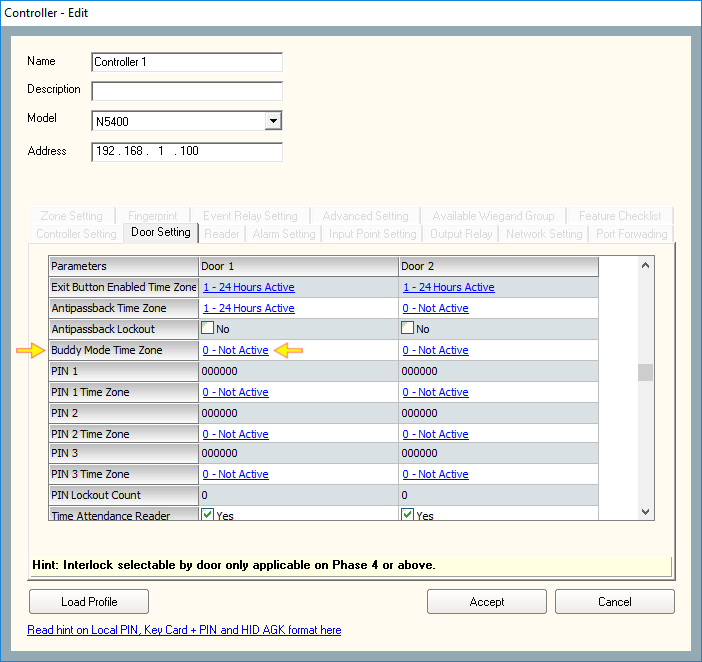 Controller - Edit
Name Controller 1
Description
Model N5400
Address 192 . 168 . 1 . 100
Zone Setting Fingerprint Event Relay Setting Advanced Setting Available Wiegand Group Feature Checklist
Controller Setting Door Setting Reader Alarm Setting Input Point Setting Output Relay Network Setting Port Forwading
Parameters Door 1 Door 2
Exit Button Enabled Time Zone 1 - 24 Hours Active 1 - 24 Hours Active
Antipassback Time Zone 1 - 24 Hours Active 0 - Not Active
Antipassback Lockout No No
Buddy Mode Time Zone 0 - Not Active 0 - Not Active
PIN 1 000000 000000
PIN 1 Time Zone 0 - Not Active 0 - Not Active
PIN 2 000000 000000
PIN 2 Time Zone 0 - Not Active 0 - Not Active
PIN 3 000000 000000
PIN 3 Time Zone 0 - Not Active 0 - Not Active
PIN Lockout Count 0 0
Time Attendance Reader Yes Yes
Hint: Interlock selectable by door only applicable on Phase 4 or above.
Load Profile Accept Cancel
Read hint on Local PIN, Key Card + PIN and HID AGK format here